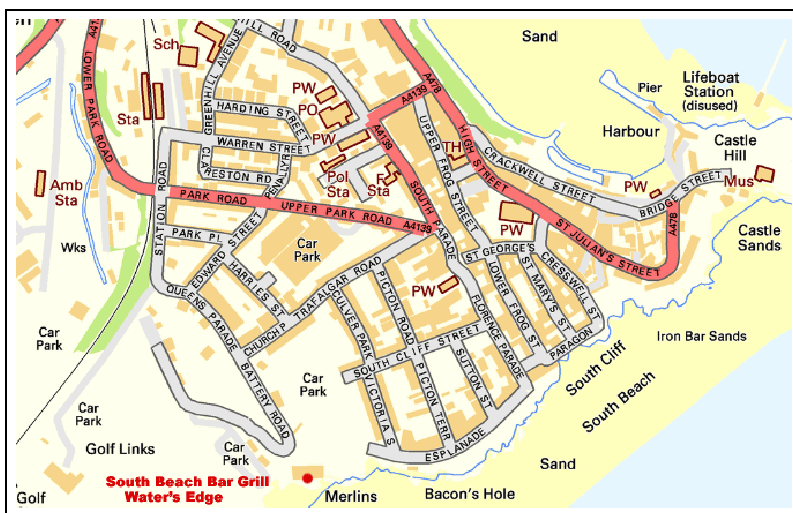 Sand
Pier
Lifeboat
Station
(disused)
Harbour
Castle
Hill
Mus
Castle
Sands
Iron Bar Sands
South Cliff
South Beach
Sand
Bacon's Hole
Merlins
South Beach Bar Grill
Water's Edge
Golf
Golf Links
Car
Park
Car
Park
Car
Park
Car
Park
Car
Park
Wks
Amb
Sta
Sta
Sch
PW
PO
PW
Pol
Sta
F
Sta
TH
PW
PW
PW
LOWER PARK ROAD
GREENHILL AVENUE
HILL ROAD
HARDING STREET
WARREN STREET
ESTON RD
STATION ROAD
PARK ROAD
UPPER PARK ROAD
A4139
A4139
A4139
A478
A478
SOUTH PARADE
UPPER FROG STREET
HIGH STREET
CRACKWELL STREET
BRIDGE STREET
ST JULIAN'S STREET
ST GEORGE'S
CRESSWELL ST
ST MARY'S ST
LOWER FROG ST
PARAGON
FLORENCE PARADE
PARK PL
EDWARD STREET
HARRIES ST
QUEENS PARADE
BATTERY ROAD
CHURCH P
TRAFALGAR ROAD
CULVER PARK
VICTORIA S
PICTON ROAD
PICTON TERR
SOUTH CLIFF STREET
SUTTON ST
ESPLANADE